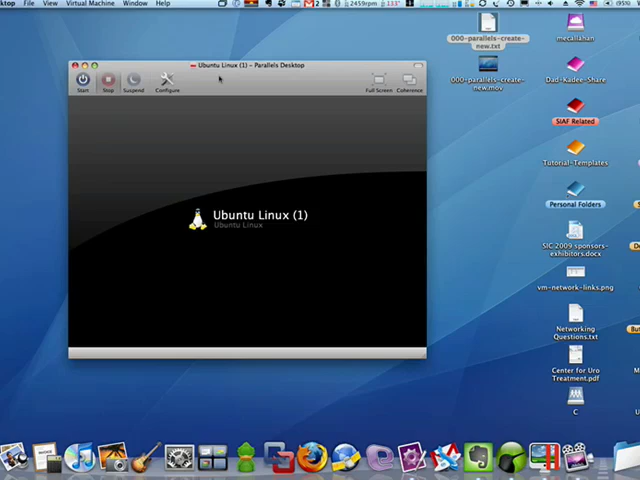 sktop File View Virtual Machine Window Help
2 2459rpm 133° (95%)
Ubuntu Linux (1) – Parallels Desktop
Start Stop Suspend Configure Full Screen Coherence
Ubuntu Linux (1)
Ubuntu Linux
000-parallels-create-
new.txt
000-parallels-create-
new.mov
mecallahan
Dad-Kadee-Share
SIAF Related
Tutorial-Templates
Personal Folders
SIC 2009 sponsors-
exhibitors.docx
vm-network-links.png
Networking
Questions.txt
Center for Uro
Treatment.pdf
C